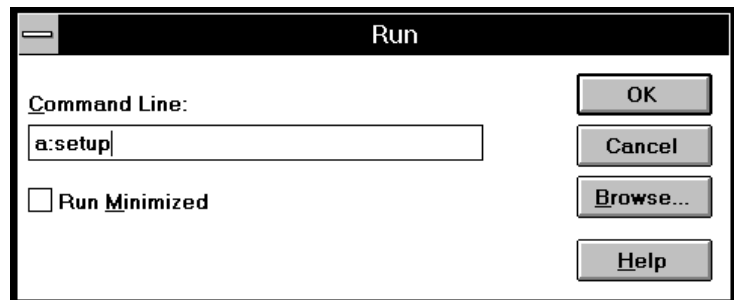 Run
Command Line:
a:setup
Run Minimized
OK
Cancel
Browse...
Help